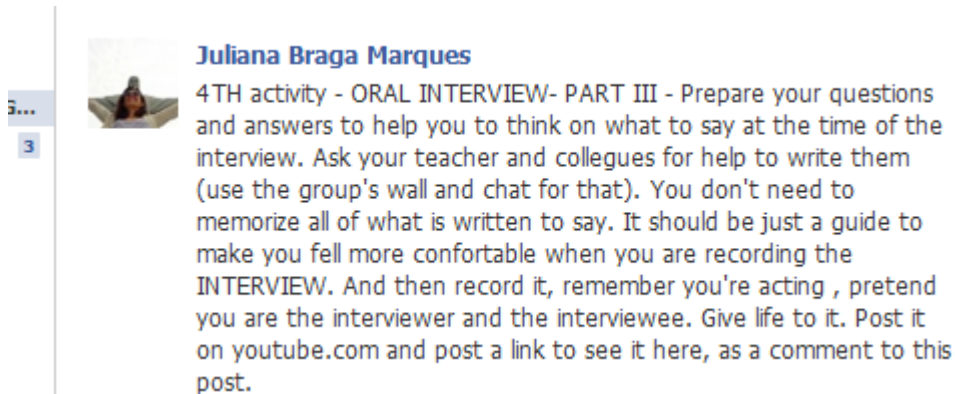 Juliana Braga Marques
4TH activity - ORAL INTERVIEW- PART III - Prepare your questions
and answers to help you to think on what to say at the time of the
interview. Ask your teacher and collegues for help to write them
(use the group's wall and chat for that). You don't need to
memorize all of what is written to say. It should be just a guide to
make you fell more confortable when you are recording the
INTERVIEW. And then record it, remember you're acting , pretend
you are the interviewer and the interviewee. Give life to it. Post it
on youtube.com and post a link to see it here, as a comment to this
post.
3